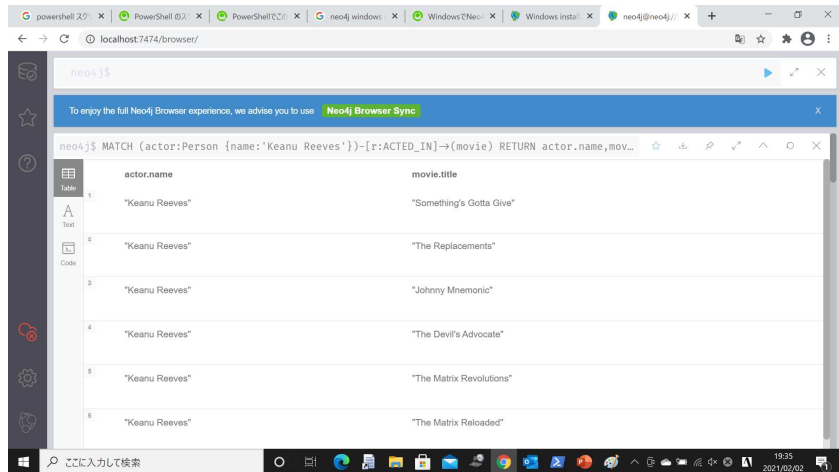 powershell スクリ
PowerShell のスク
PowerShellでこの
neo4j windows
WindowsでNeo4
Windows install
neo4j@neo4j://
localhost:7474/browser/
neo4j$
To enjoy the full Neo4j Browser experience, we advise you to use Neo4j Browser Sync X
neo4j$ MATCH (actor:Person {name:'Keanu Reeves'})-[r:ACTED_IN]→(movie) RETURN actor.name,mov…
Table
Text
Code
actor.name movie.title
1 "Keanu Reeves" "Something's Gotta Give"
2 "Keanu Reeves" "The Replacements"
3 "Keanu Reeves" "Johnny Mnemonic"
4 "Keanu Reeves" "The Devil's Advocate"
5 "Keanu Reeves" "The Matrix Revolutions"
6 "Keanu Reeves" "The Matrix Reloaded"
ここに入力して検索
19:35
2021/02/02